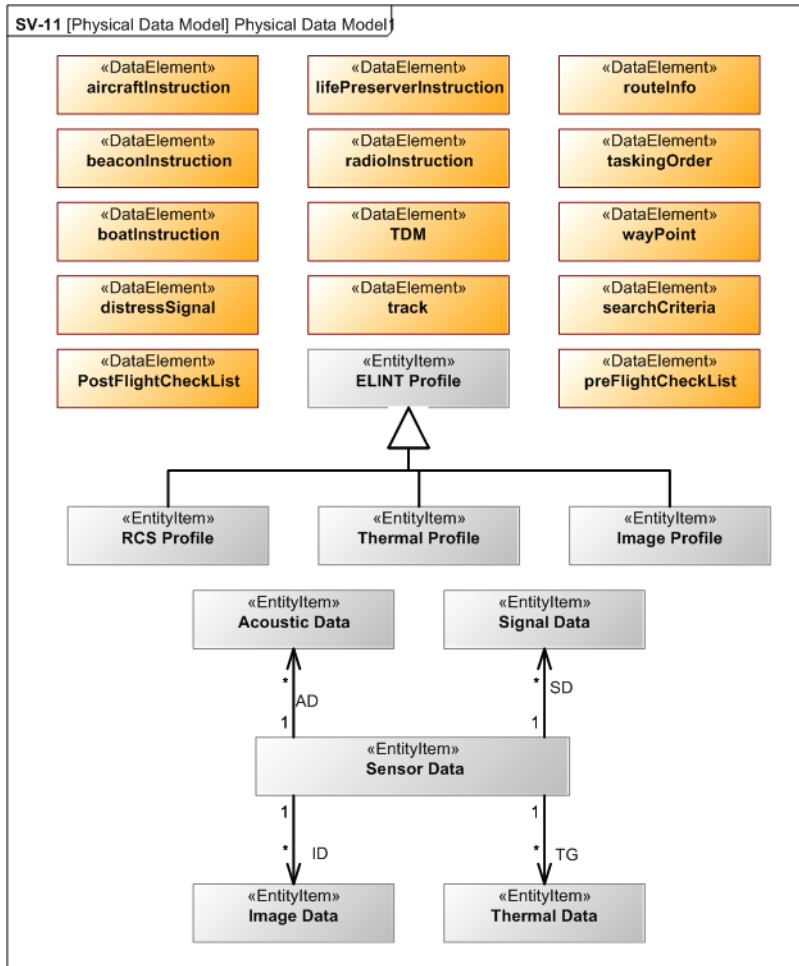 SV-11 [Physical Data Model] Physical Data Model1
«DataElement»
aircraftInstruction
«DataElement»
lifePreserverInstruction
«DataElement»
routeInfo
«DataElement»
beaconInstruction
«DataElement»
radioInstruction
«DataElement»
taskingOrder
«DataElement»
boatInstruction
«DataElement»
TDM
«DataElement»
wayPoint
«DataElement»
distressSignal
«DataElement»
track
«DataElement»
searchCriteria
«DataElement»
PostFlightCheckList
«EntityItem»
ELINT Profile
«DataElement»
preFlightCheckList
«EntityItem»
RCS Profile
«EntityItem»
Thermal Profile
«EntityItem»
Image Profile
«EntityItem»
Acoustic Data
«EntityItem»
Signal Data
*
AD
1
*
SD
1
«EntityItem»
Sensor Data
1
*
ID
1
*
TG
«EntityItem»
Image Data
«EntityItem»
Thermal Data